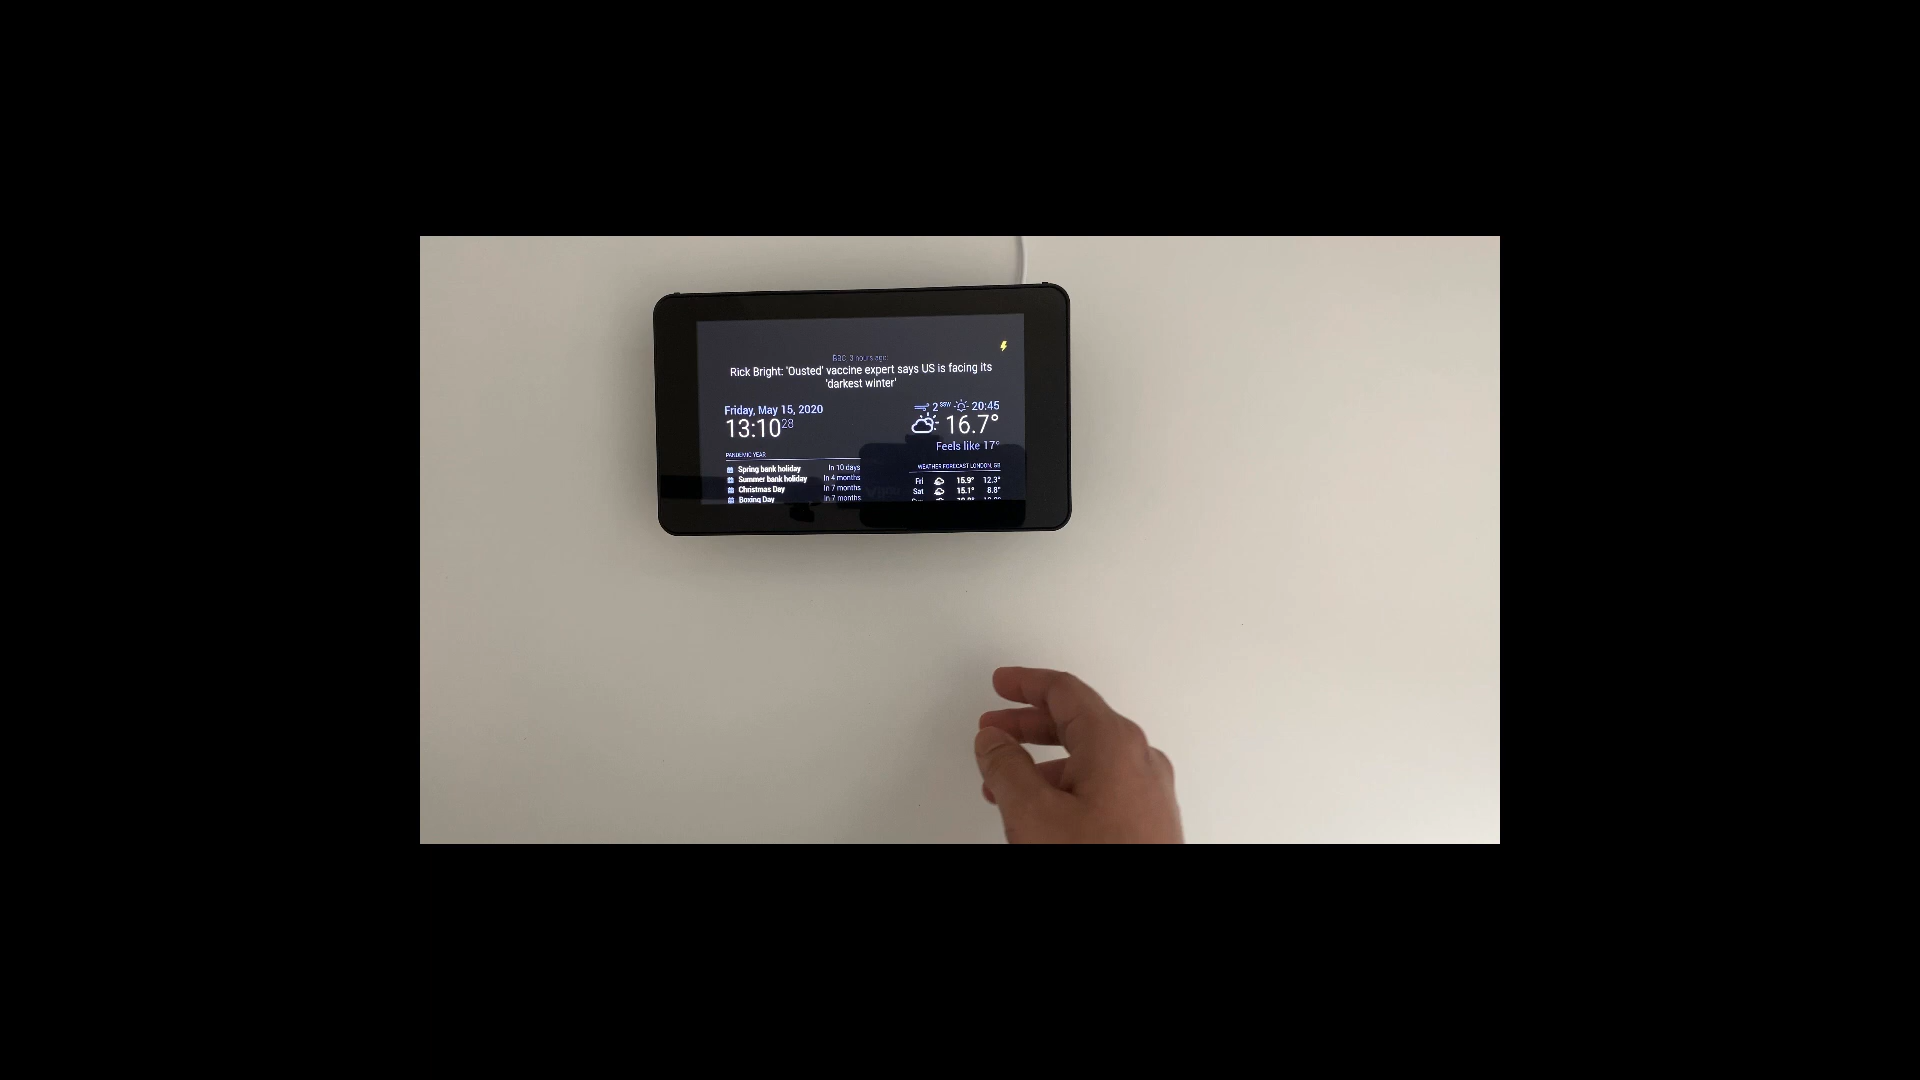 BBC, 3 hours ago:
Rick Bright: 'Ousted' vaccine expert says US is facing its
'darkest winter'
Friday, May 15, 2020
13:10 28
2 SSW 20:45
16.7°
Feels like 17°
PANDEMIC YEAR
Spring bank holiday In 10 days
Summer bank holiday In 4 months
Christmas Day In 7 months
Boxing Day In 7 months
WEATHER FORECAST LONDON, GB
Fri 15.9° 12.3°
Sat 15.1° 8.8°